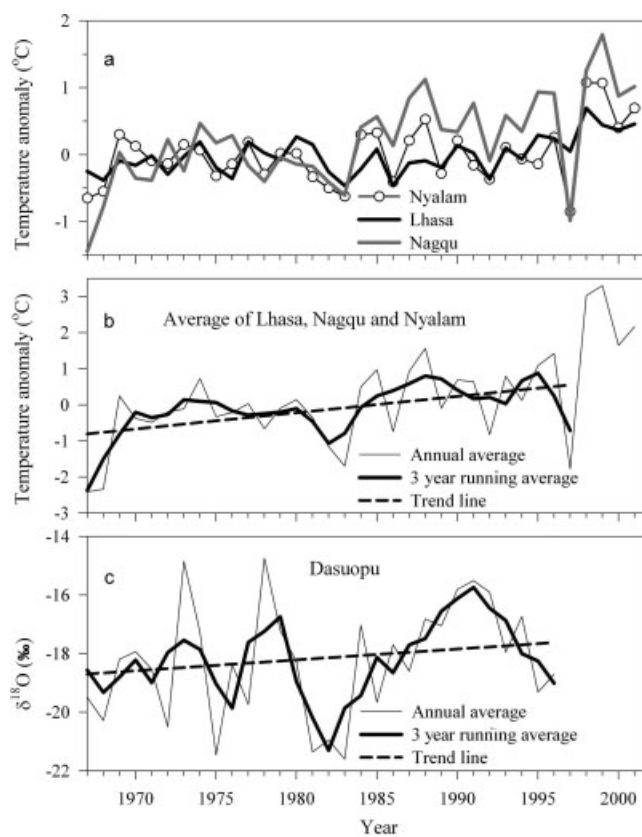 a
Temperature anomaly (°C)
2
1
0
-1
Nyalam
Lhasa
Nagqu
b
Average of Lhasa, Nagqu and Nyalam
Temperature anomaly (°C)
3
2
1
0
-1
-2
-3
Annual average
3 year running average
Trend line
c
Dasuopu
δ18O (‰)
-16
-18
-20
-22
Annual average
3 year running average
Trend line
1970 1975 1980 1985 1990 1995 2000
Year